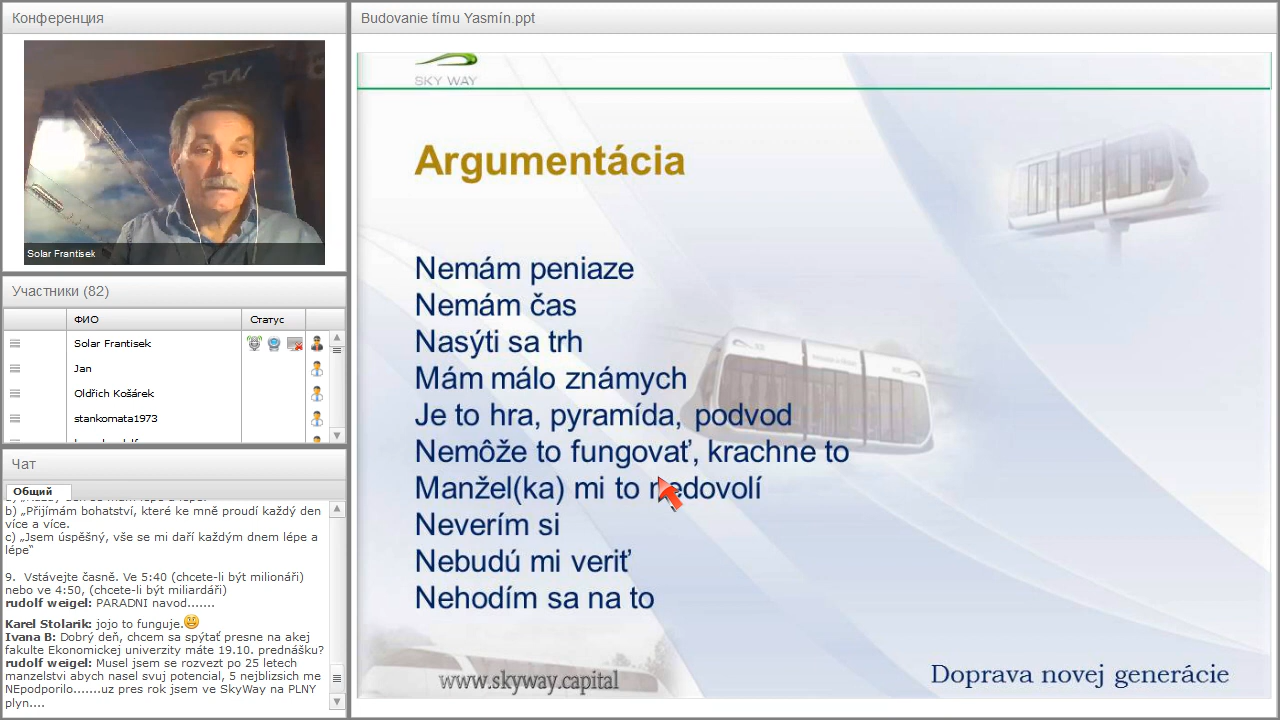 Конференция
Solar Frantisek
Участники (82)
ФИО
Статус
Solar Frantisek
Jan
Oldřich Košárek
stankomata1973
Чат
Общий
b) „Přijímám bohatství, které ke mně proudí každý den
více a více.
c) „Jsem úspěšný, vše se mi daří každým dnem lépe a
lépe“
9. Vstávejte časně. Ve 5:40 (chcete-li být milionáři)
nebo ve 4:50, (chcete-li být miliardáři)
rudolf weigel: PARADNI navod.......
Karel Stolarik: jojo to funguje.
Ivana B: Dobrý deň, chcem sa spýtať presne na akej
fakulte Ekonomickej univerzity máte 19.10. prednášku?
rudolf weigel: Musel jsem se rozvezt po 25 letech
manzelstvi abych nasel svuj potencial, 5 nejblizsich me
NEpodporilo.......uz pres rok jsem ve SkyWay na PLNY
plyn....
Budovanie tímu Yasmín.ppt
SKY WAY
Argumentácia
Nemám peniaze
Nemám čas
Nasýti sa trh
Mám málo známych
Je to hra, pyramída, podvod
Nemôže to fungovať, krachne to
Manžel(ka) mi to nedovolí
Neverím si
Nebudú mi veriť
Nehodím sa na to
www.skyway.capital
Doprava novej generácie